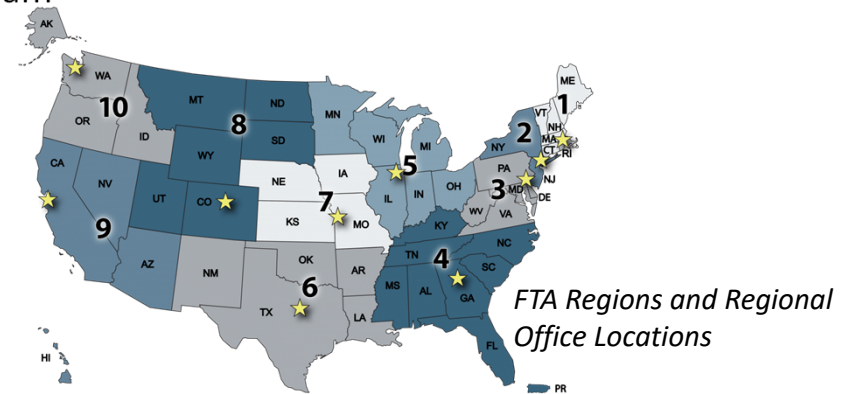 AK
WA
10
OR
ID
MT
ND
8
SD
WY
MN
WI
MI
5
ME
1
VT
NH
MA
CT
RI
2
NY
CA
NV
9
UT
CO
AZ
NM
NE
KS
IA
7
MO
IL
IN
OH
PA
3
MD
NJ
DE
WV
VA
KY
TN
4
NC
SC
MS
AL
GA
FL
OK
6
AR
TX
LA
HI
PR
FTA Regions and Regional
Office Locations